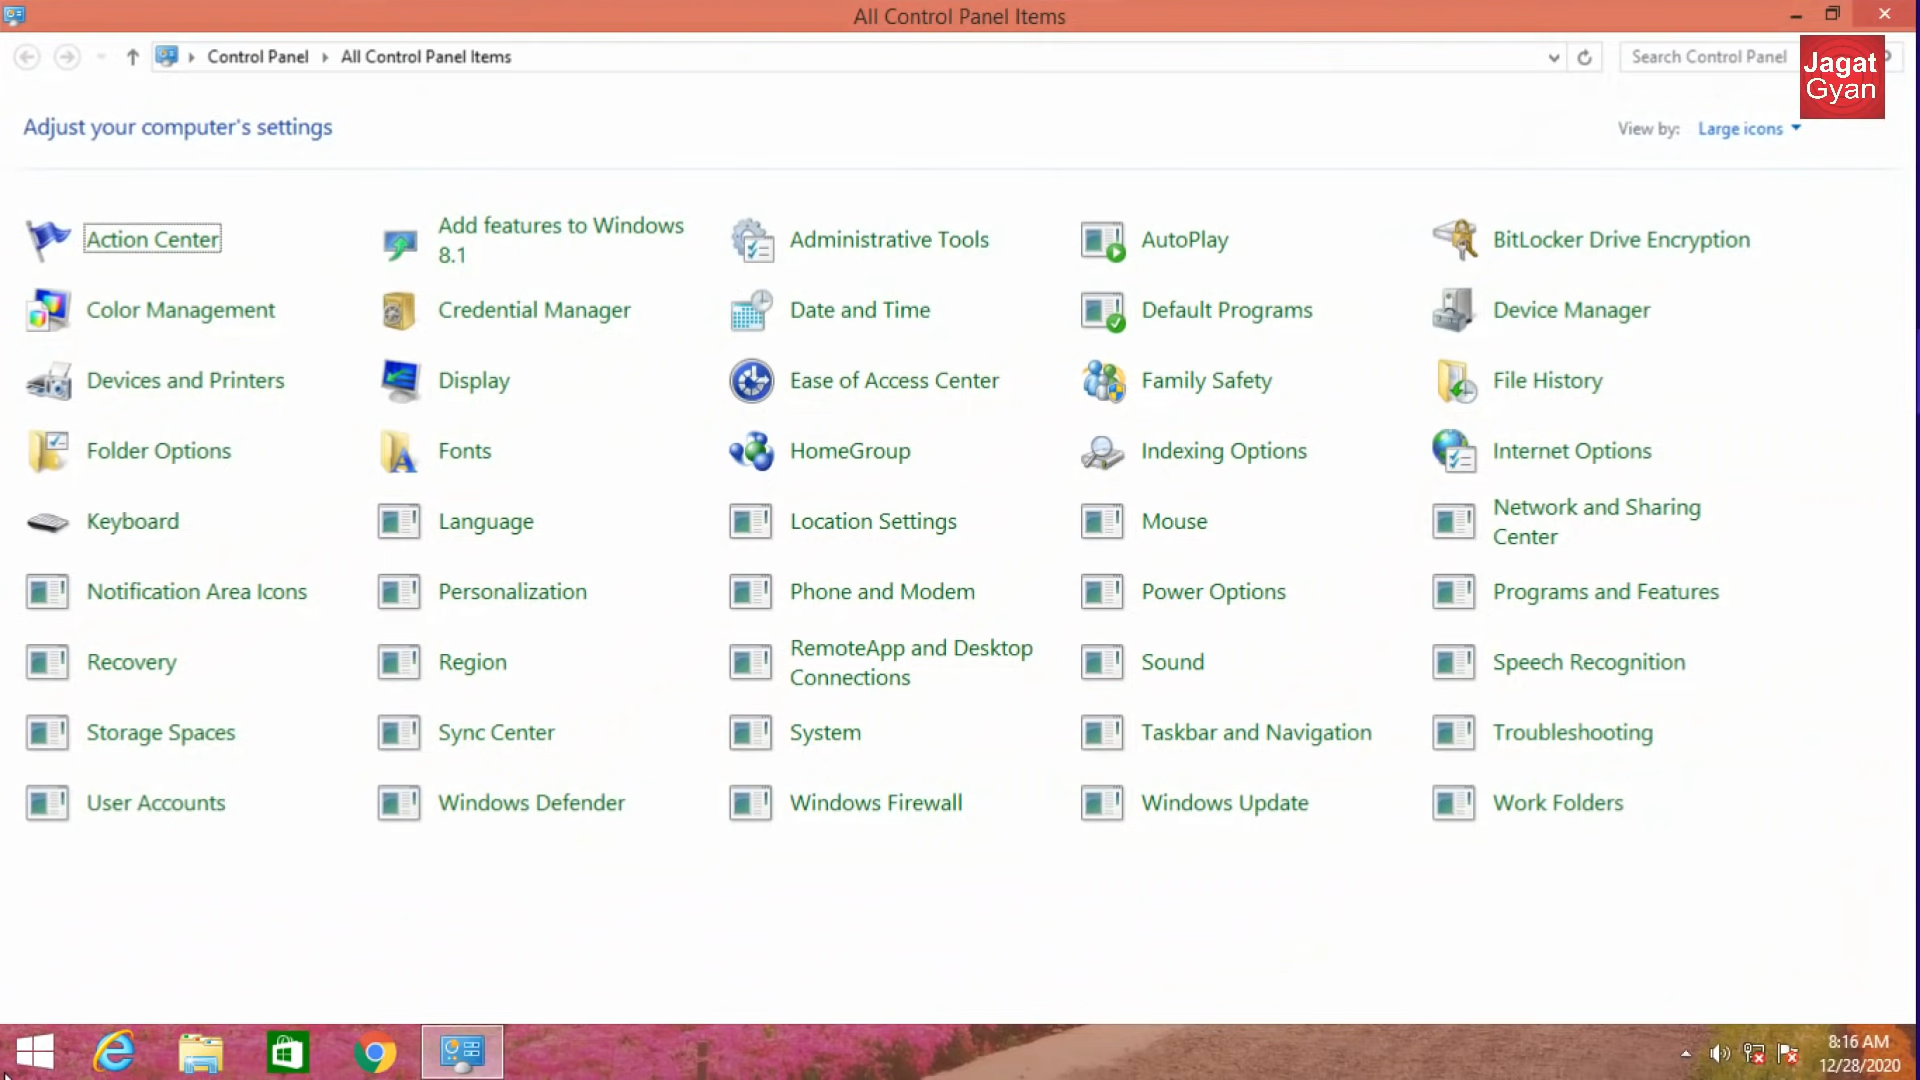 All Control Panel Items
Control Panel
All Control Panel Items
Search Control Panel
Jagat
Gyan
Adjust your computer's settings
View by:
Large icons
Action Center
Add features to Windows
8.1
Administrative Tools
AutoPlay
BitLocker Drive Encryption
Color Management
Credential Manager
Date and Time
Default Programs
Device Manager
Devices and Printers
Display
Ease of Access Center
Family Safety
File History
Folder Options
Fonts
HomeGroup
Indexing Options
Internet Options
Keyboard
Language
Location Settings
Mouse
Network and Sharing
Center
Notification Area Icons
Personalization
Phone and Modem
Power Options
Programs and Features
Recovery
Region
RemoteApp and Desktop
Connections
Sound
Speech Recognition
Storage Spaces
Sync Center
System
Taskbar and Navigation
Troubleshooting
User Accounts
Windows Defender
Windows Firewall
Windows Update
Work Folders
8:16 AM
12/28/2020